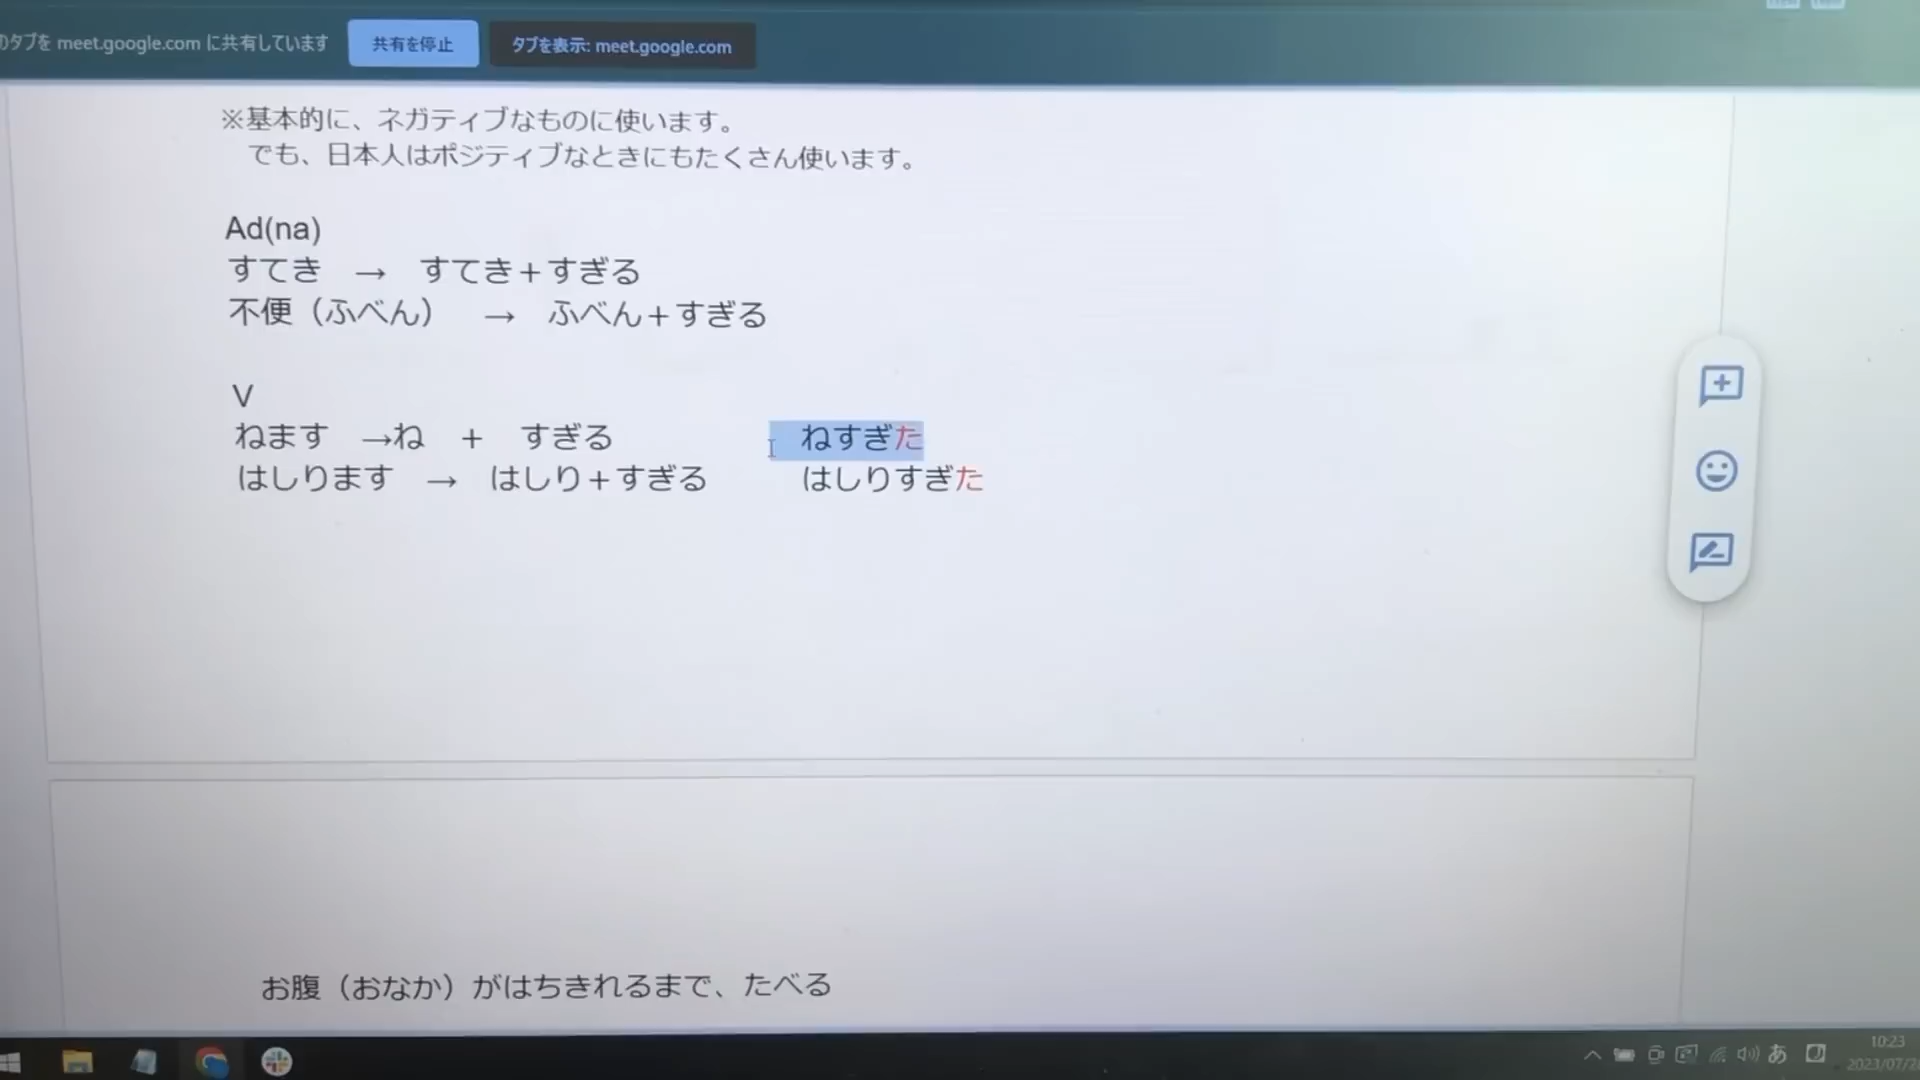 のタブを meet.google.com に共有しています 共有を停止 タブを表示: meet.google.com
※基本的に、ネガティブなものに使います。
でも、日本人はポジティブなときにもたくさん使います。
Ad(na)
すてき → すてき＋すぎる
不便（ふべん） → ふべん＋すぎる
V
ねます →ね ＋ すぎる ねすぎた
はしります → はしり＋すぎる はしりすぎた
お腹（おなか）がはちきれるまで、たべる
あ
10:23